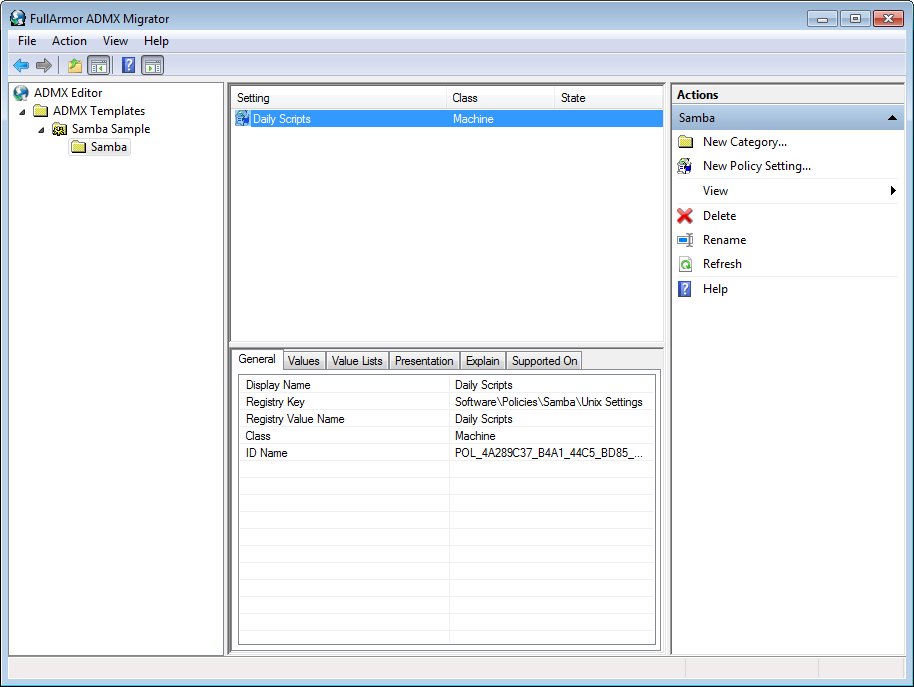 FullArmor ADMX Migrator
File Action View Help
ADMX Editor
ADMX Templates
Samba Sample
Samba
Setting Class State
Daily Scripts Machine
General Values Value Lists Presentation Explain Supported On
Display Name Daily Scripts
Registry Key Software\Policies\Samba\Unix Settings
Registry Value Name Daily Scripts
Class Machine
ID Name POL_4A289C37_B4A1_44C5_BD85_...
Actions
Samba
New Category...
New Policy Setting...
View
Delete
Rename
Refresh
Help